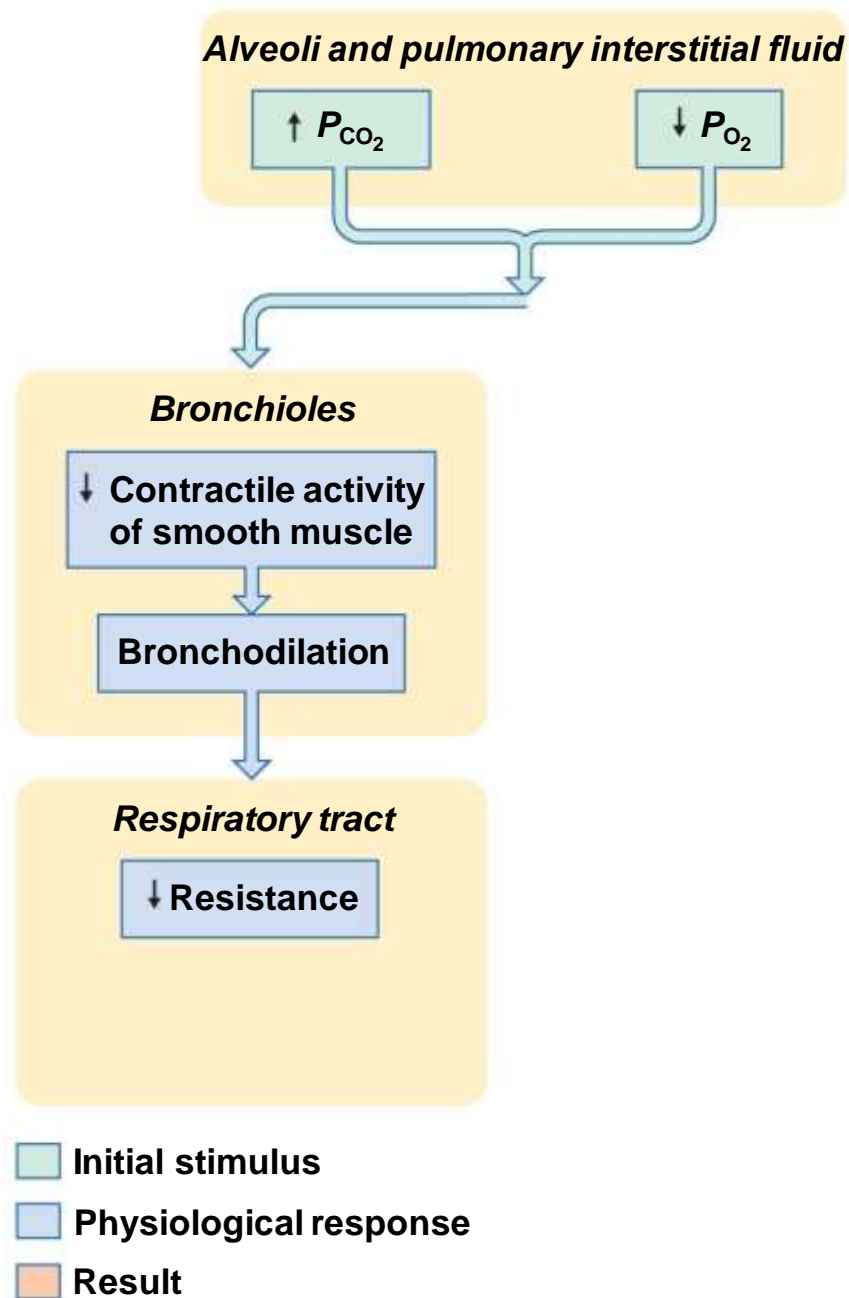 Alveoli and pulmonary interstitial fluid
↑ PCO₂
↓ PO₂
Bronchioles
↓ Contractile activity
of smooth muscle
Bronchodilation
Respiratory tract
↓ Resistance
Initial stimulus
Physiological response
Result